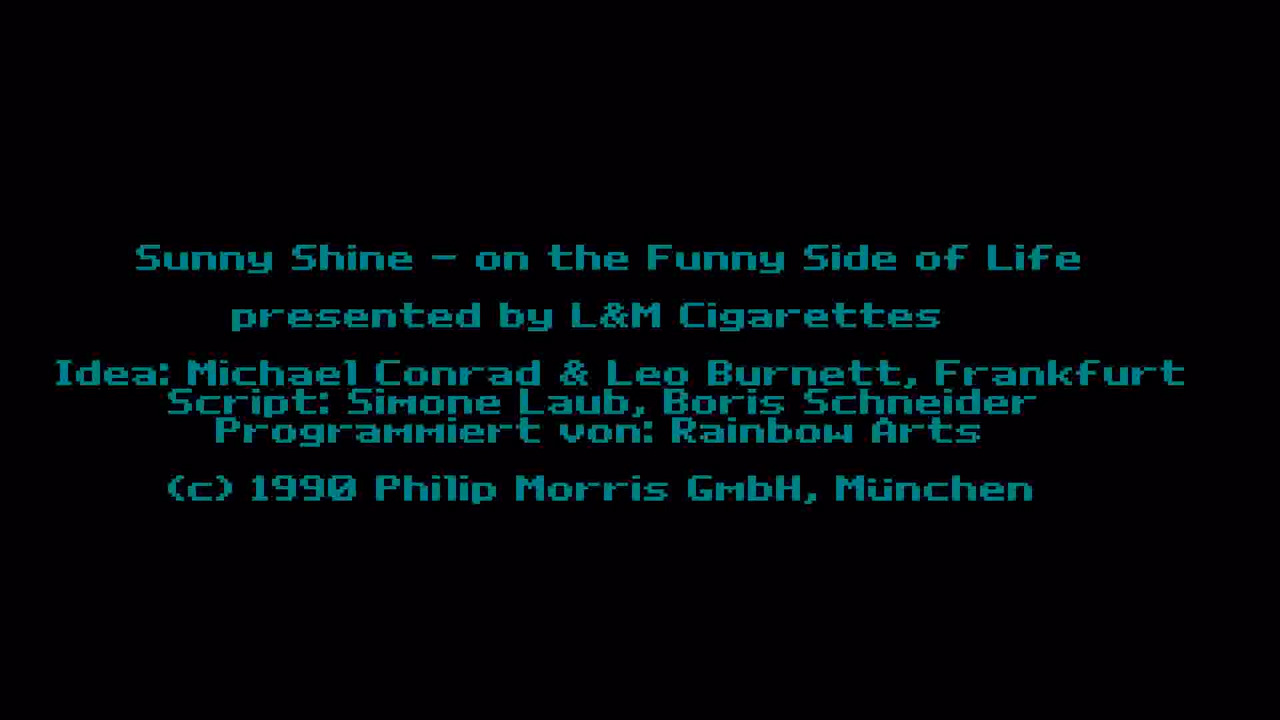 Sunny Shine - on the Funny Side of Life
presented by L&M Cigarettes
Idea: Michael Conrad & Leo Burnett, Frankfurt
Script: Simone Laub, Boris Schneider
Programmiert von: Rainbow Arts
(c) 1990 Philip Morris GmbH, München